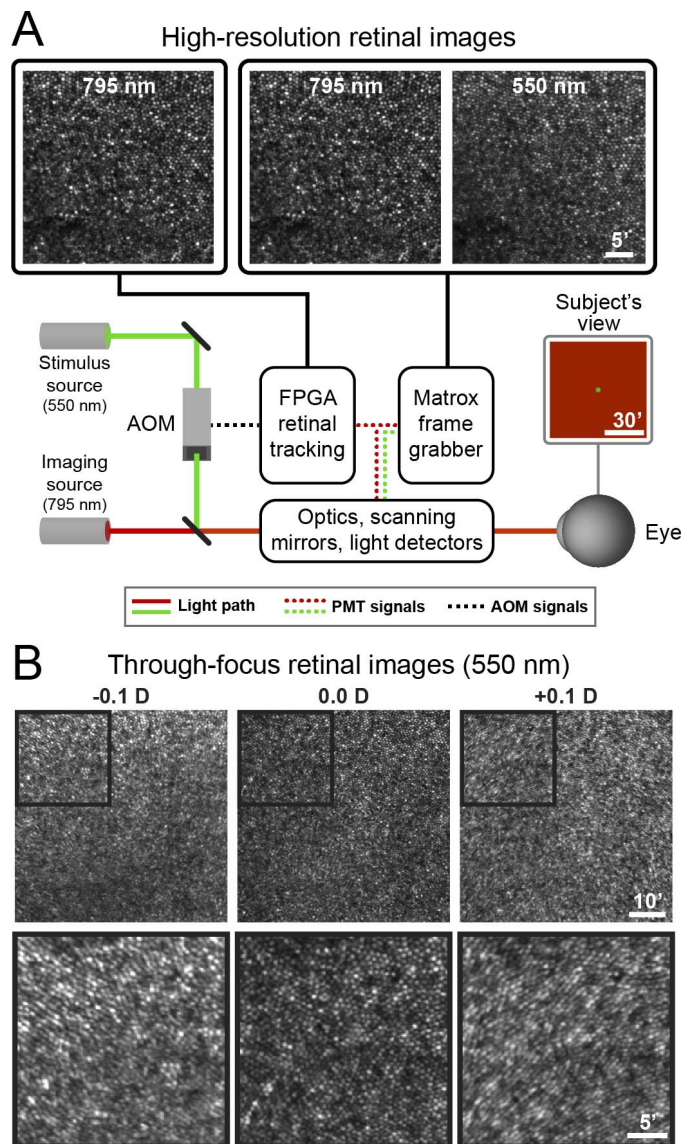 A
High-resolution retinal images
795 nm
795 nm
550 nm
5’
Stimulus
source
(550 nm)
AOM
FPGA
retinal
tracking
Matrox
frame
grabber
Subject’s
view
30’
Imaging
source
(795 nm)
Optics, scanning
mirrors, light detectors
Eye
Light path
PMT signals
AOM signals
B
Through-focus retinal images (550 nm)
-0.1 D
0.0 D
+0.1 D
10’
5’